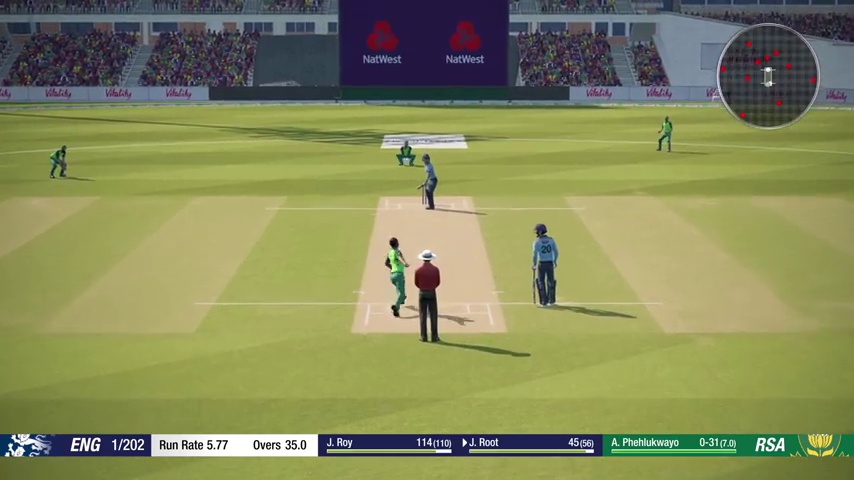 NatWest NatWest
Vitality Vitality Vitality Vitality Vitality Vitality
20
ENG 1/202 Run Rate 5.77 Overs 35.0 J. Roy 114(110) J. Root 45(56) A. Phehlukwayo 0-31(7.0) RSA